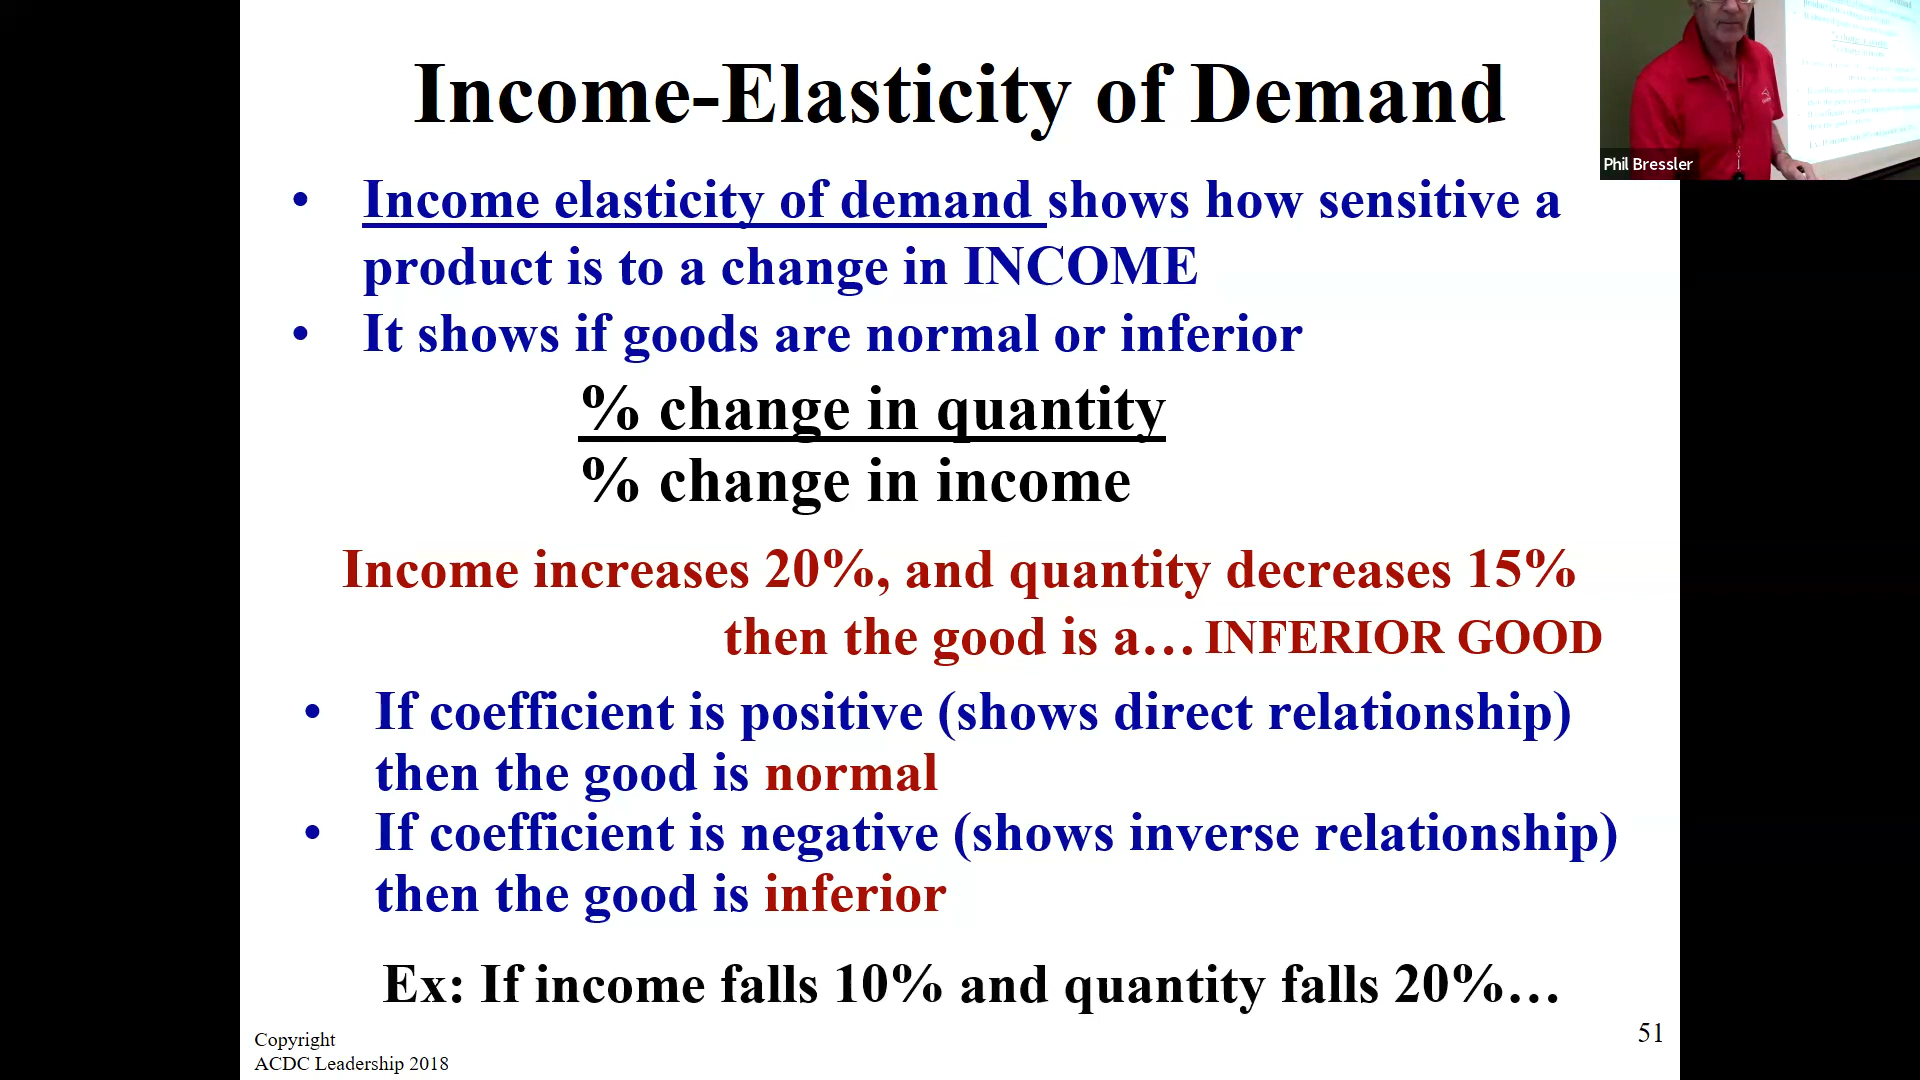 Income-Elasticity of Demand
Phil Bressler
• Income elasticity of demand shows how sensitive a
product is to a change in INCOME
• It shows if goods are normal or inferior
% change in quantity
% change in income
Income increases 20%, and quantity decreases 15%
then the good is a… INFERIOR GOOD
• If coefficient is positive (shows direct relationship)
then the good is normal
• If coefficient is negative (shows inverse relationship)
then the good is inferior
Ex: If income falls 10% and quantity falls 20%…
Copyright
ACDC Leadership 2018
51